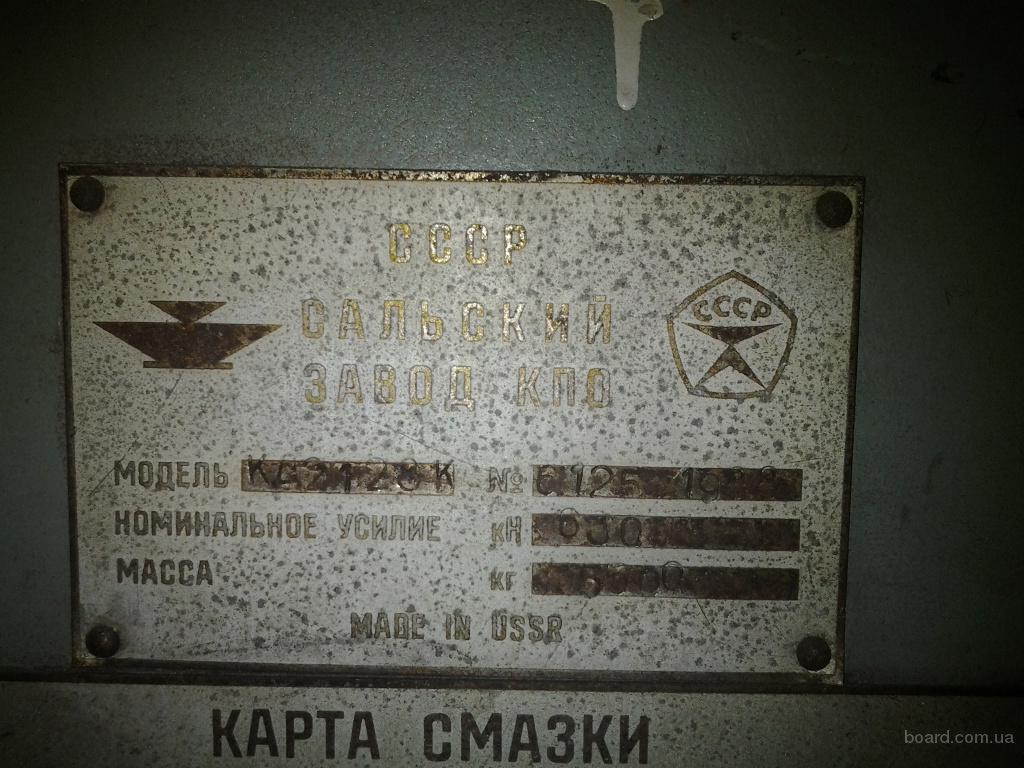 СССР
САЛЬСКИЙ
ЗАВОД КПО
СССР
МОДЕЛЬ №
НОМИНАЛЬНОЕ УСИЛИЕ кН
МАССА кг
MADE IN USSR
КАРТА СМАЗКИ
board.com.ua